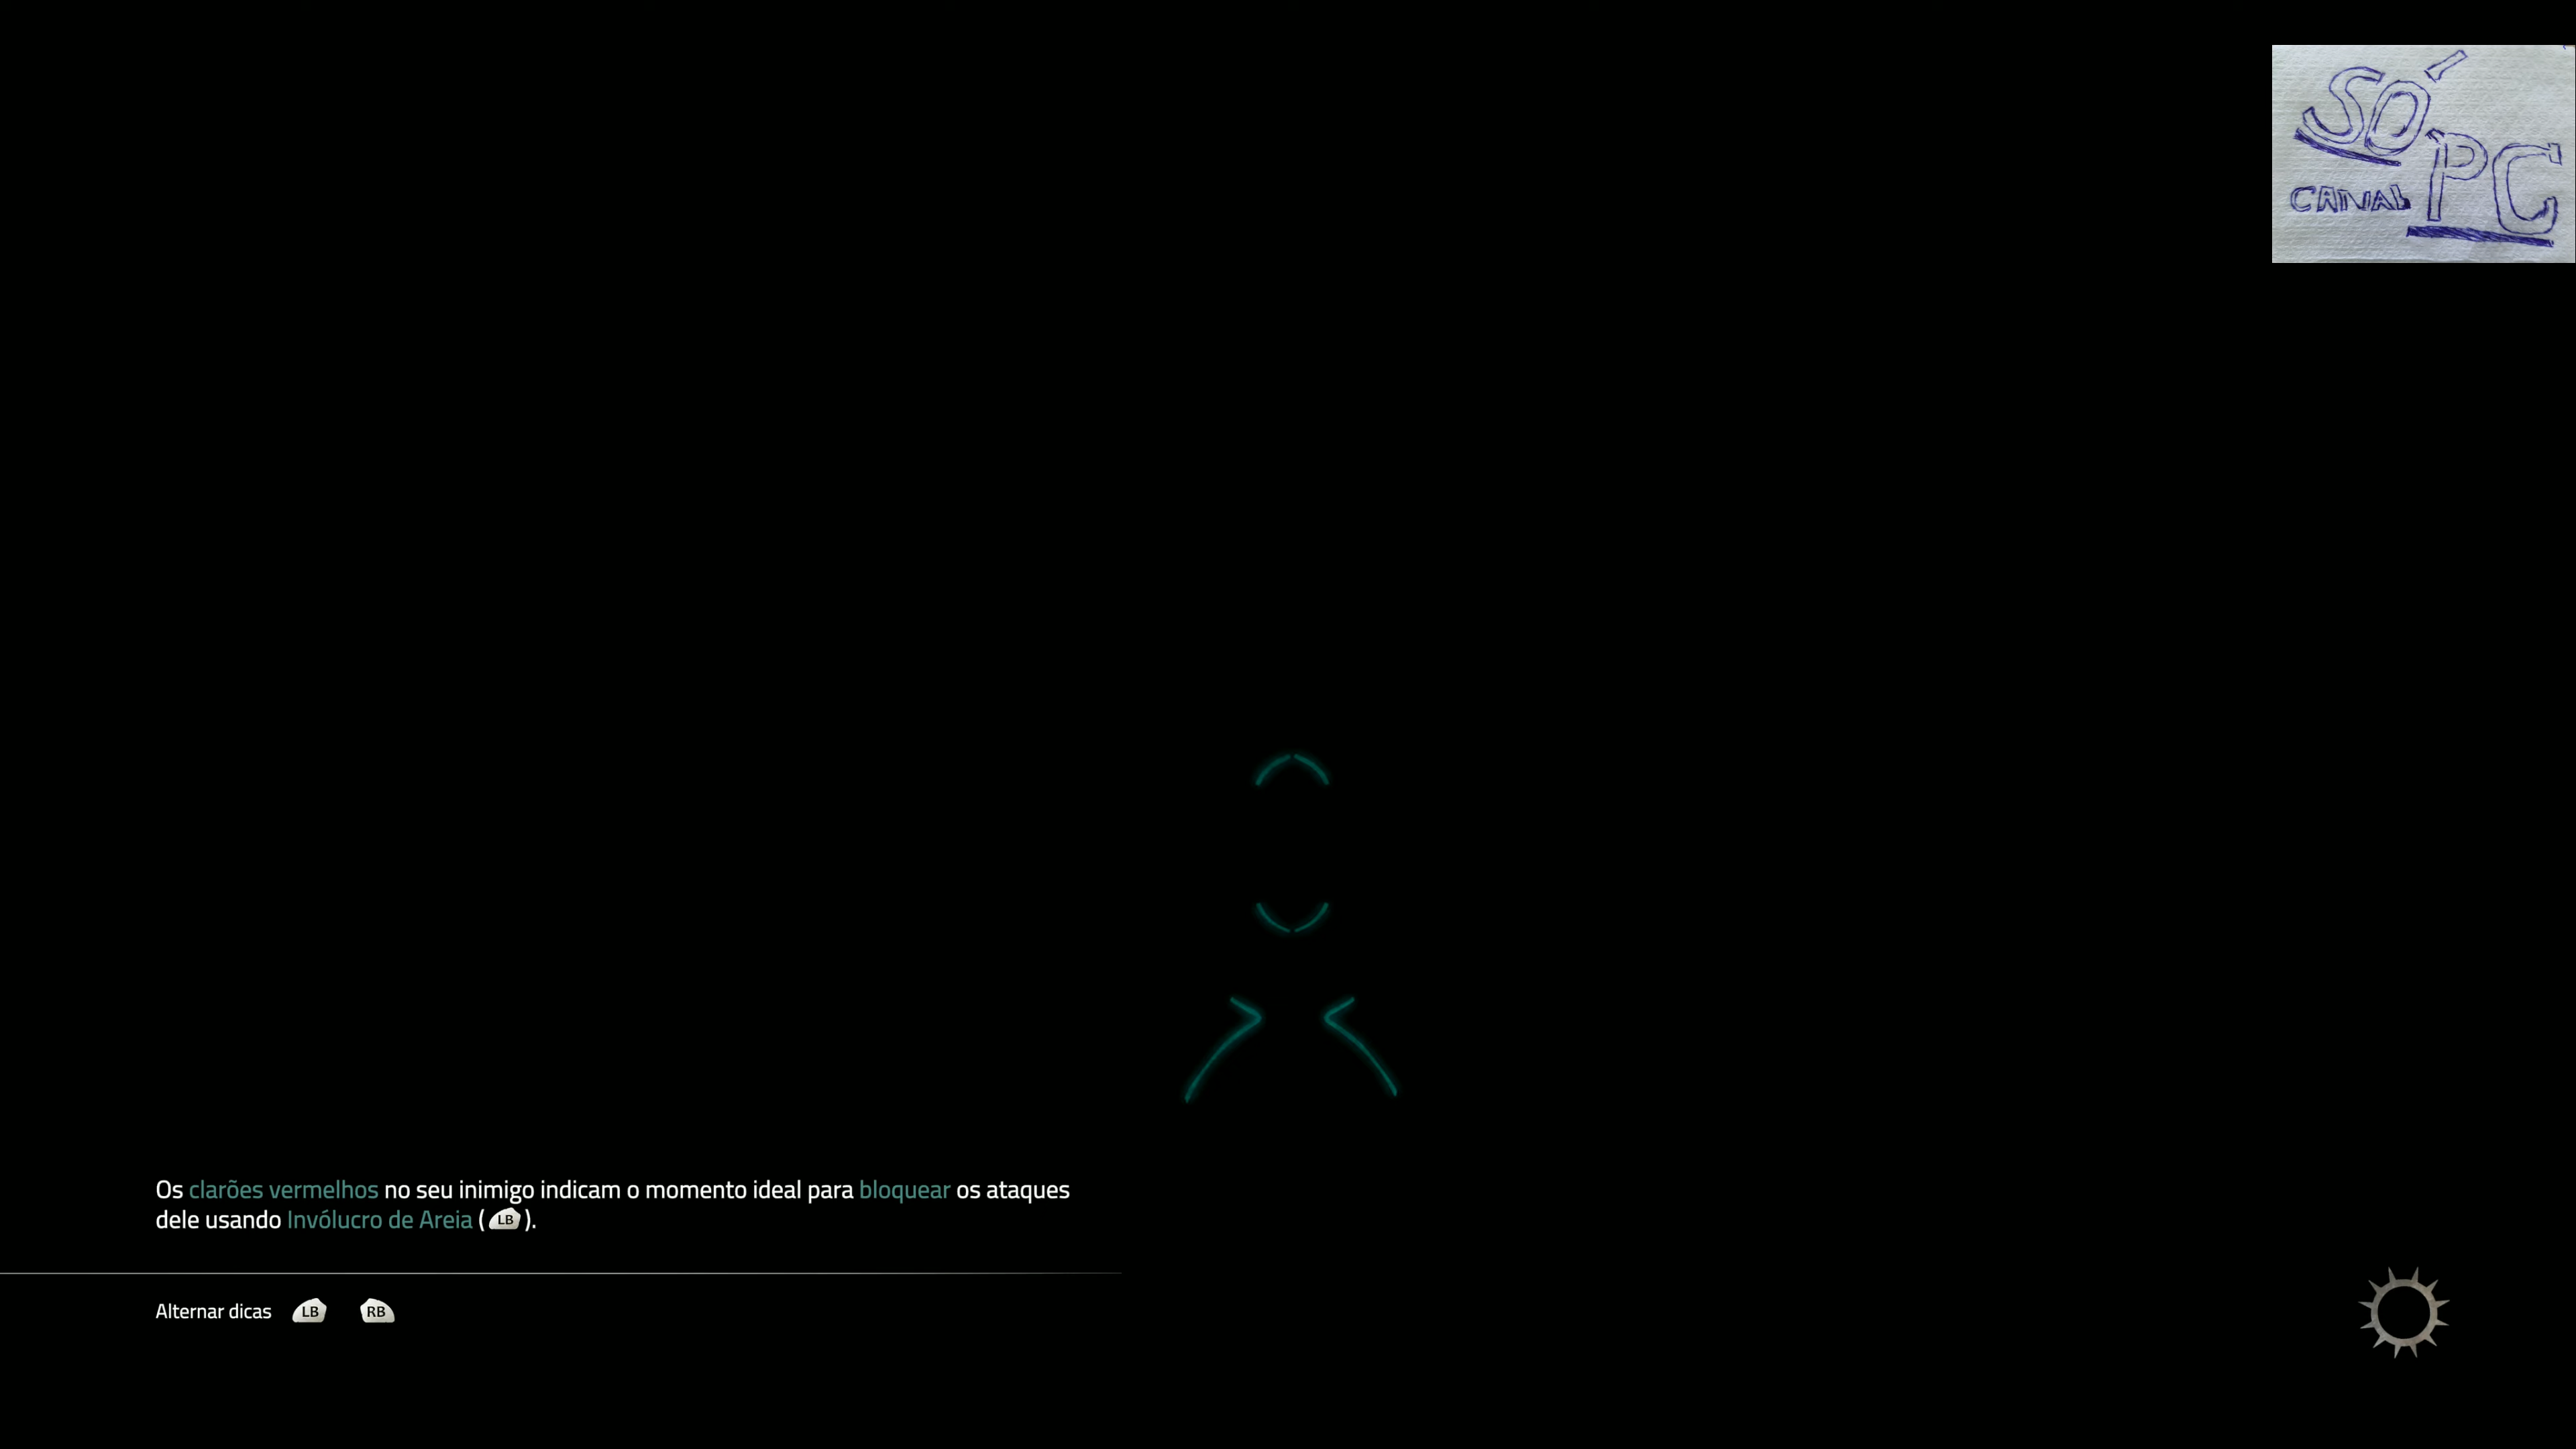 SÓ
PC
CANAL
Os clarões vermelhos no seu inimigo indicam o momento ideal para bloquear os ataques
dele usando Invólucro de Areia (LB).
Alternar dicas LB RB